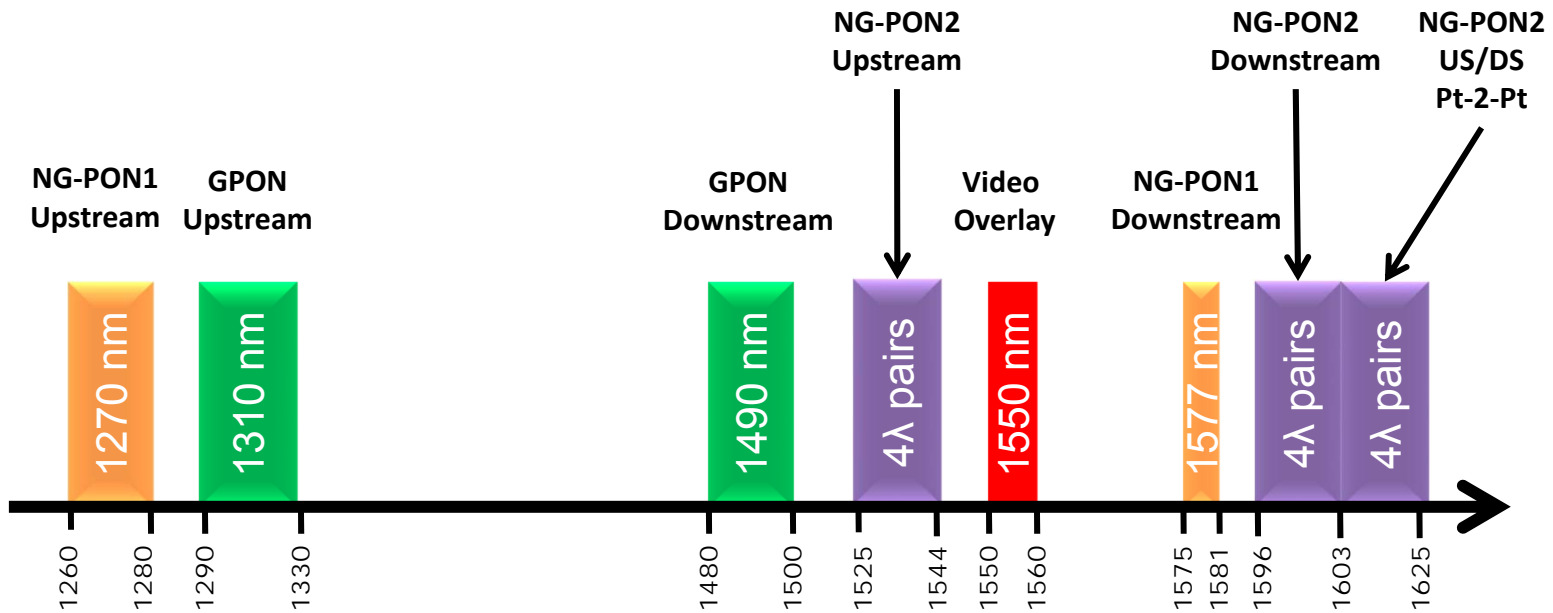 NG-PON2
Upstream
NG-PON2
Downstream
NG-PON2
US/DS
Pt-2-Pt
NG-PON1
Upstream
GPON
Upstream
GPON
Downstream
Video
Overlay
NG-PON1
Downstream
1270 nm
1310 nm
1490 nm
4λ pairs
1550 nm
1577 nm
4λ pairs
4λ pairs
1260
1280
1290
1330
1480
1500
1525
1544
1550
1560
1575
1581
1596
1603
1625